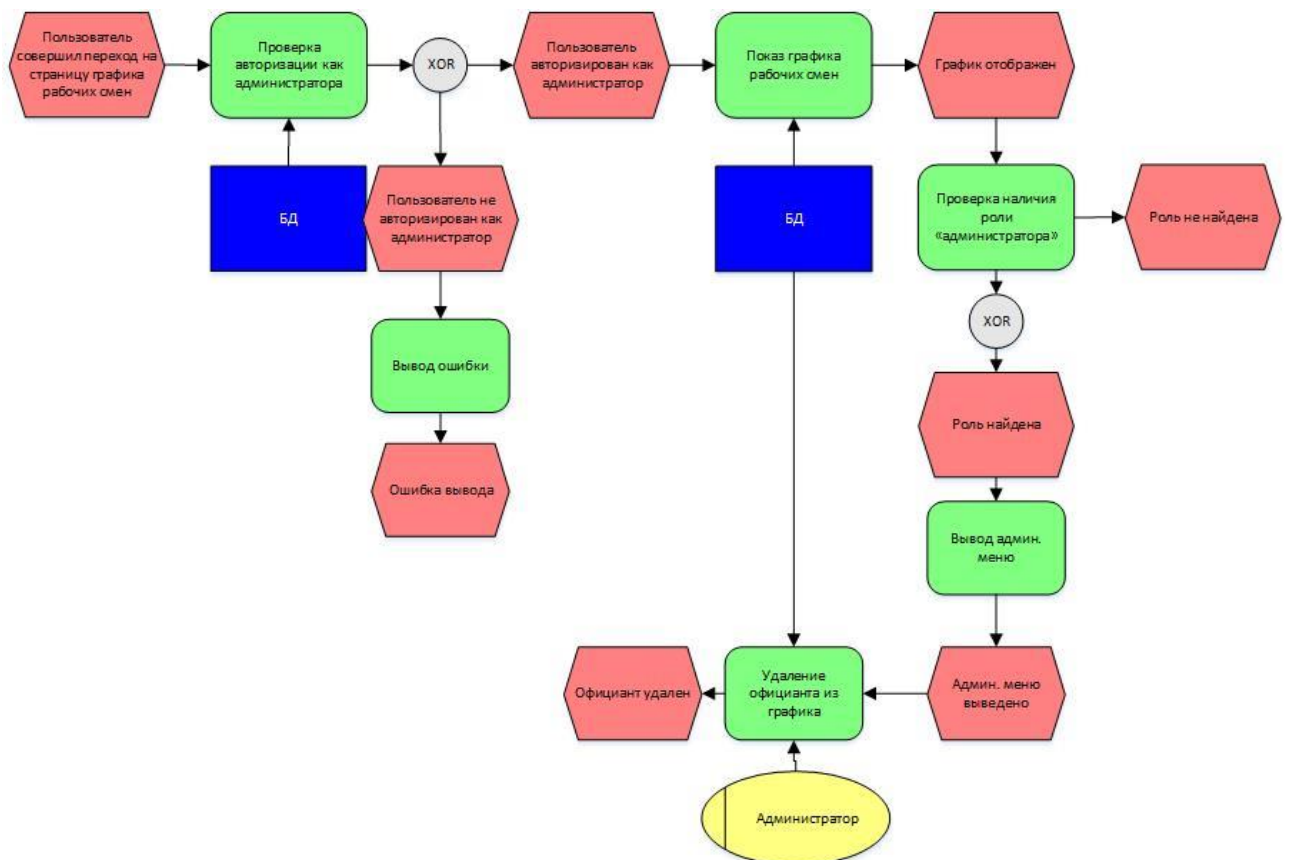 Пользователь
совершил переход на
страницу графика
рабочих смен
Проверка
авторизации как
администратора
XOR
Пользователь
авторизирован как
администратор
Показ графика
рабочих смен
График отображен
БД
Пользователь не
авторизирован как
администратор
БД
Проверка наличия
роли
«администратора»
Роль не найдена
XOR
Вывод ошибки
Роль найдена
Ошибка вывода
Вывод админ.
меню
Официант удален
Удаление
официанта из
графика
Админ. меню
выведено
Администратор